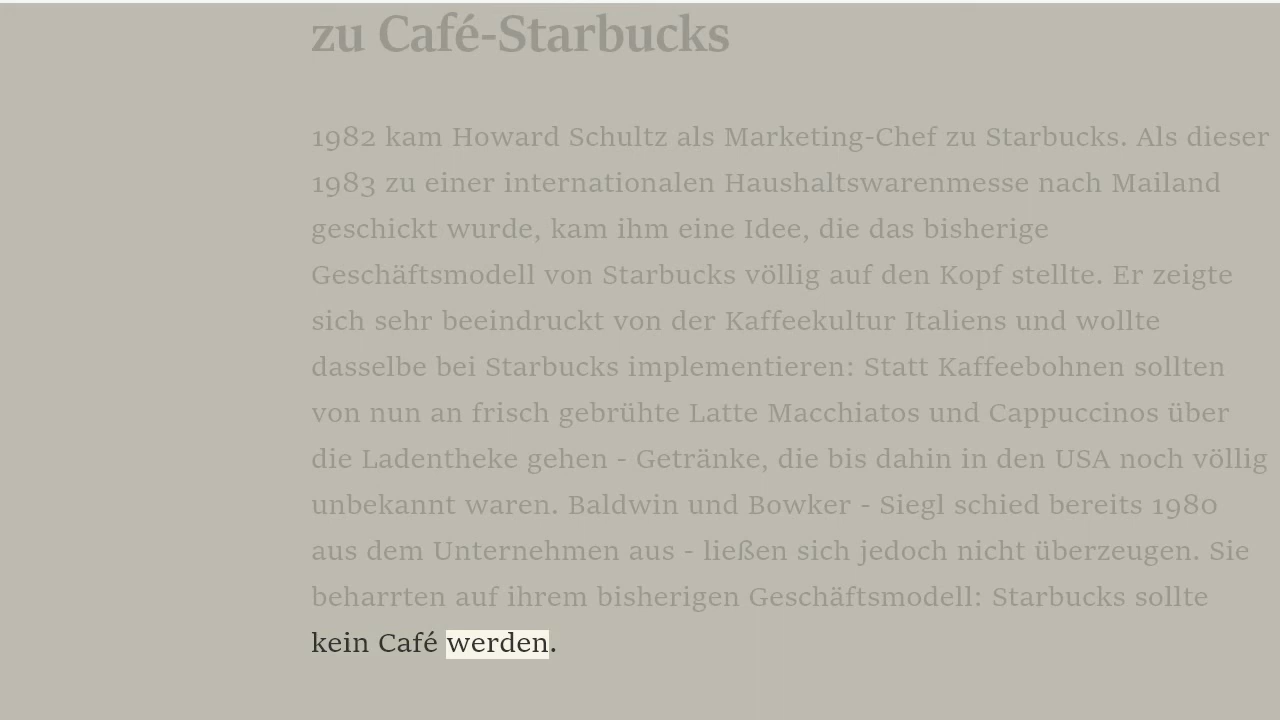 zu Café-Starbucks
1982 kam Howard Schultz als Marketing-Chef zu Starbucks. Als dieser
1983 zu einer internationalen Haushaltswarenmesse nach Mailand
geschickt wurde, kam ihm eine Idee, die das bisherige
Geschäftsmodell von Starbucks völlig auf den Kopf stellte. Er zeigte
sich sehr beeindruckt von der Kaffeekultur Italiens und wollte
dasselbe bei Starbucks implementieren: Statt Kaffeebohnen sollten
von nun an frisch gebrühte Latte Macchiatos und Cappuccinos über
die Ladentheke gehen - Getränke, die bis dahin in den USA noch völlig
unbekannt waren. Baldwin und Bowker - Siegl schied bereits 1980
aus dem Unternehmen aus - ließen sich jedoch nicht überzeugen. Sie
beharrten auf ihrem bisherigen Geschäftsmodell: Starbucks sollte
kein Café werden.